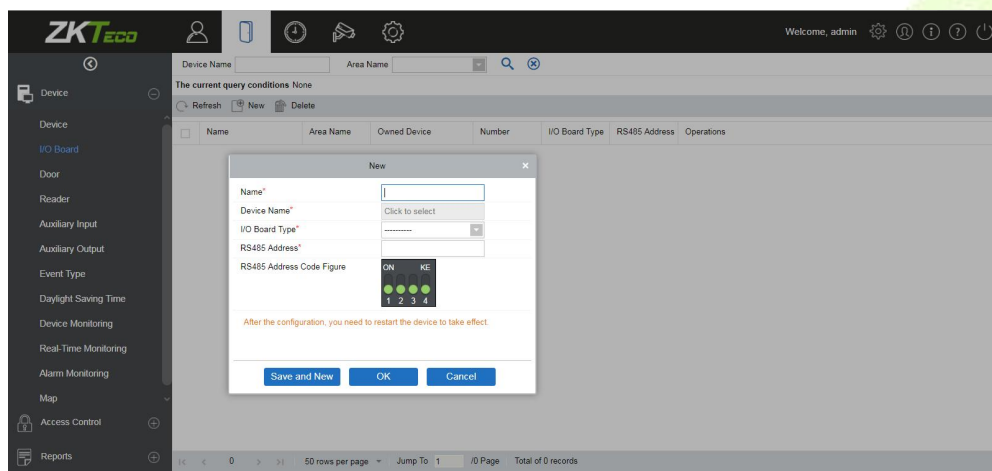 ZKTeco
Welcome, admin
Device Name Area Name
The current query conditions None
Refresh New Delete
Name Area Name Owned Device Number I/O Board Type RS485 Address Operations
Device
Device
I/O Board
Door
Reader
Auxiliary Input
Auxiliary Output
Event Type
Daylight Saving Time
Device Monitoring
Real-Time Monitoring
Alarm Monitoring
Map
Access Control
Reports
New
Name*
Device Name* Click to select
I/O Board Type* ----------
RS485 Address*
RS485 Address Code Figure
ON KE
1 2 3 4
After the configuration, you need to restart the device to take effect
Save and New OK Cancel
0 50 rows per page Jump To 1 /0 Page Total of 0 records